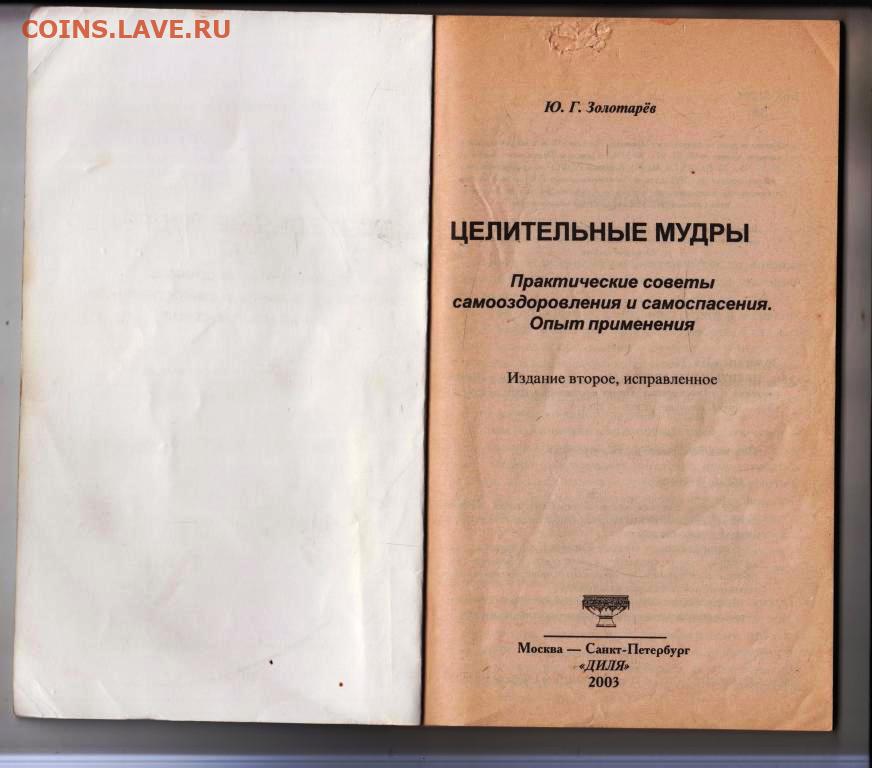 COINS.LAVE.RU
Ю. Г. Золотарёв
ЦЕЛИТЕЛЬНЫЕ МУДРЫ
Практические советы
самооздоровления и самоспасения.
Опыт применения
Издание второе, исправленное
Москва — Санкт-Петербург
«ДИЛЯ»
2003